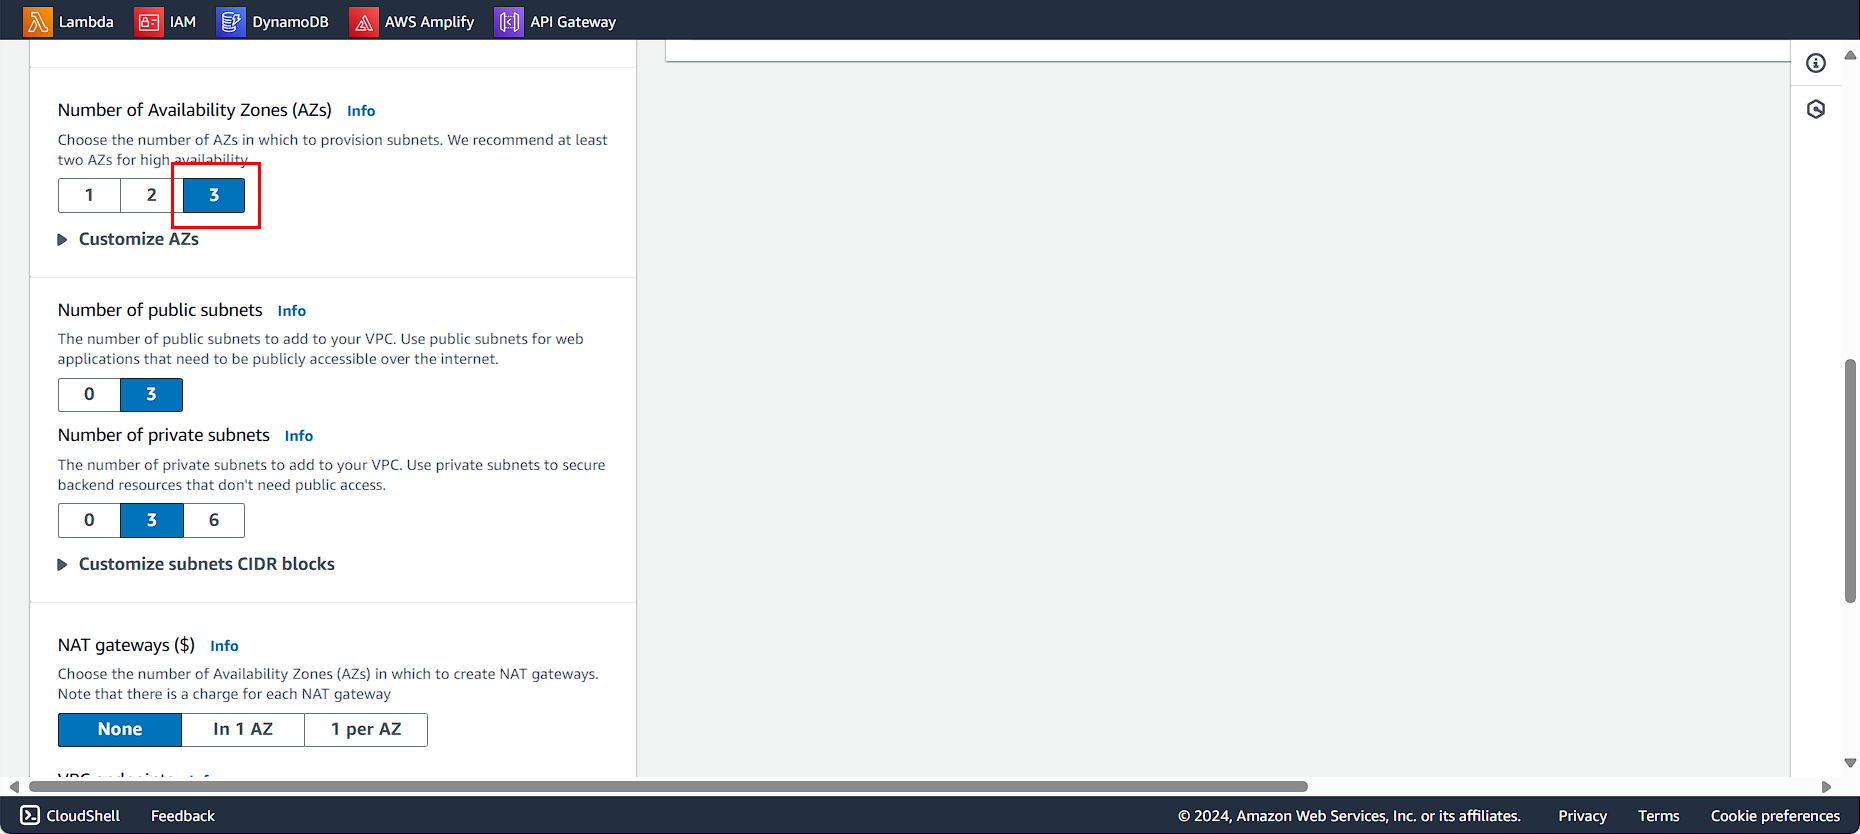 Lambda IAM DynamoDB AWS Amplify API Gateway
Number of Availability Zones (AZs) Info
Choose the number of AZs in which to provision subnets. We recommend at least
two AZs for high availability.
1 2 3
Customize AZs
Number of public subnets Info
The number of public subnets to add to your VPC. Use public subnets for web
applications that need to be publicly accessible over the internet.
0 3
Number of private subnets Info
The number of private subnets to add to your VPC. Use private subnets to secure
backend resources that don't need public access.
0 3 6
Customize subnets CIDR blocks
NAT gateways ($) Info
Choose the number of Availability Zones (AZs) in which to create NAT gateways.
Note that there is a charge for each NAT gateway
None In 1 AZ 1 per AZ
VPC endpoints Info
CloudShell Feedback © 2024, Amazon Web Services, Inc. or its affiliates. Privacy Terms Cookie preferences